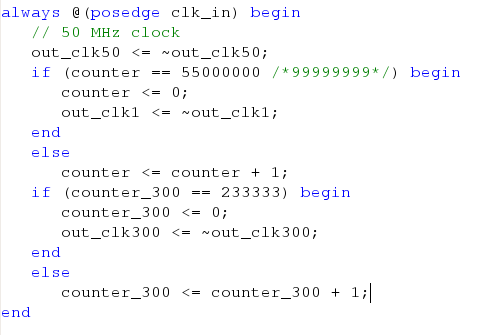 always @(posedge clk_in) begin
// 50 MHz clock
out_clk50 <= ~out_clk50;
if (counter == 55000000 /*99999999*/) begin
counter <= 0;
out_clk1 <= ~out_clk1;
end
else
counter <= counter + 1;
if (counter_300 == 233333) begin
counter_300 <= 0;
out_clk300 <= ~out_clk300;
end
else
counter_300 <= counter_300 + 1;
end